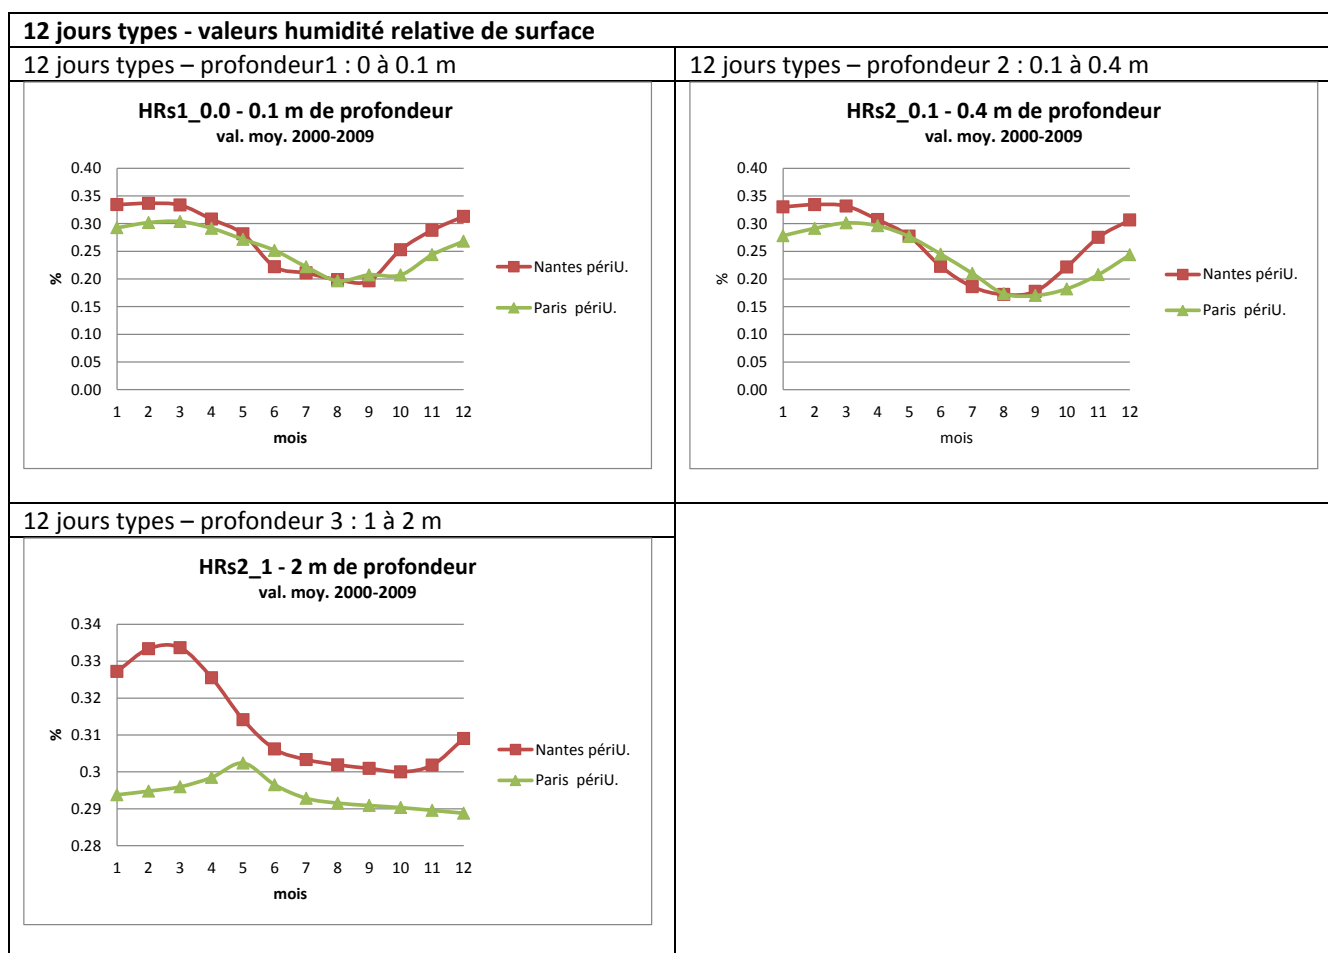 12 jours types - valeurs humidité relative de surface
12 jours types – profondeur1 : 0 à 0.1 m
HRs1_0.0 - 0.1 m de profondeur
val. moy. 2000-2009
%
0.40
0.35
0.30
0.25
0.20
0.15
0.10
0.05
0.00
1 2 3 4 5 6 7 8 9 10 11 12
mois
Nantes périU.
Paris périU.
12 jours types – profondeur 2 : 0.1 à 0.4 m
HRs2_0.1 - 0.4 m de profondeur
val. moy. 2000-2009
%
0.40
0.35
0.30
0.25
0.20
0.15
0.10
0.05
0.00
1 2 3 4 5 6 7 8 9 10 11 12
mois
Nantes périU.
Paris périU.
12 jours types – profondeur 3 : 1 à 2 m
HRs2_1 - 2 m de profondeur
val. moy. 2000-2009
%
0.34
0.33
0.32
0.31
0.3
0.29
0.28
1 2 3 4 5 6 7 8 9 10 11 12
mois
Nantes périU.
Paris périU.